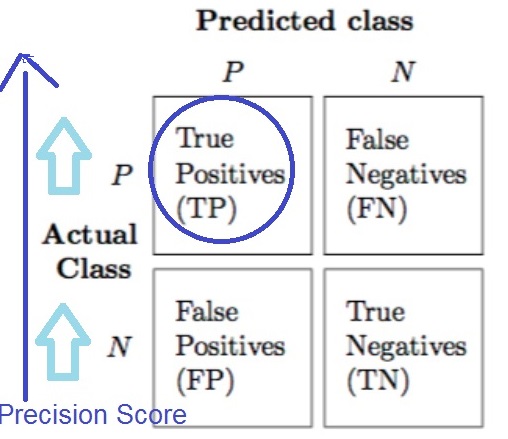 Predicted class
P N
True
Positives
(TP)
False
Negatives
(FN)
P
Actual
Class
N
False
Positives
(FP)
True
Negatives
(TN)
Precision Score